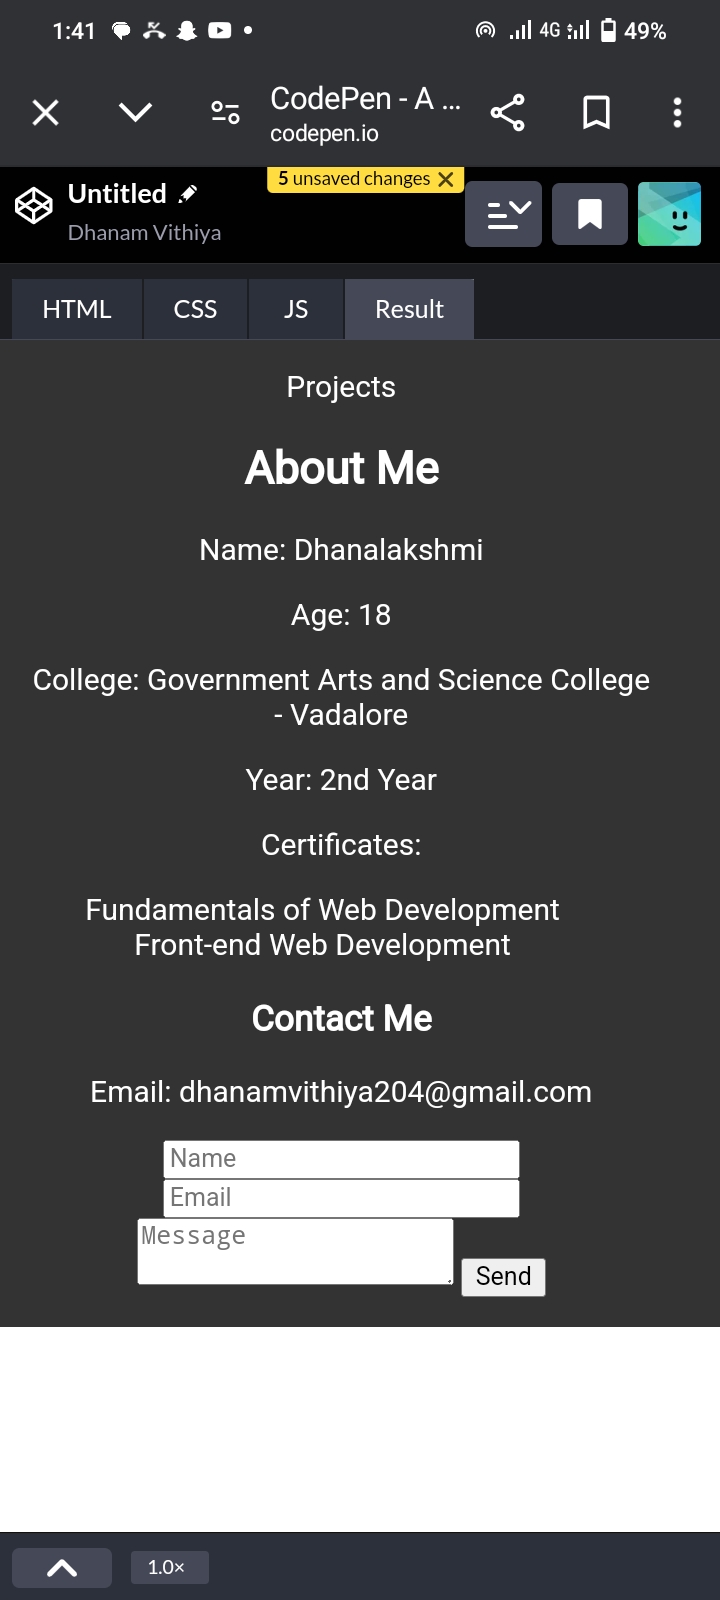 1:41
4G
49%
CodePen - A ...
codepen.io
5 unsaved changes
Untitled
Dhanam Vithiya
HTML
CSS
JS
Result
Projects
About Me
Name: Dhanalakshmi
Age: 18
College: Government Arts and Science College
- Vadalore
Year: 2nd Year
Certificates:
Fundamentals of Web Development
Front-end Web Development
Contact Me
Email: dhanamvithiya204@gmail.com
Name
Email
Message
Send
1.0×